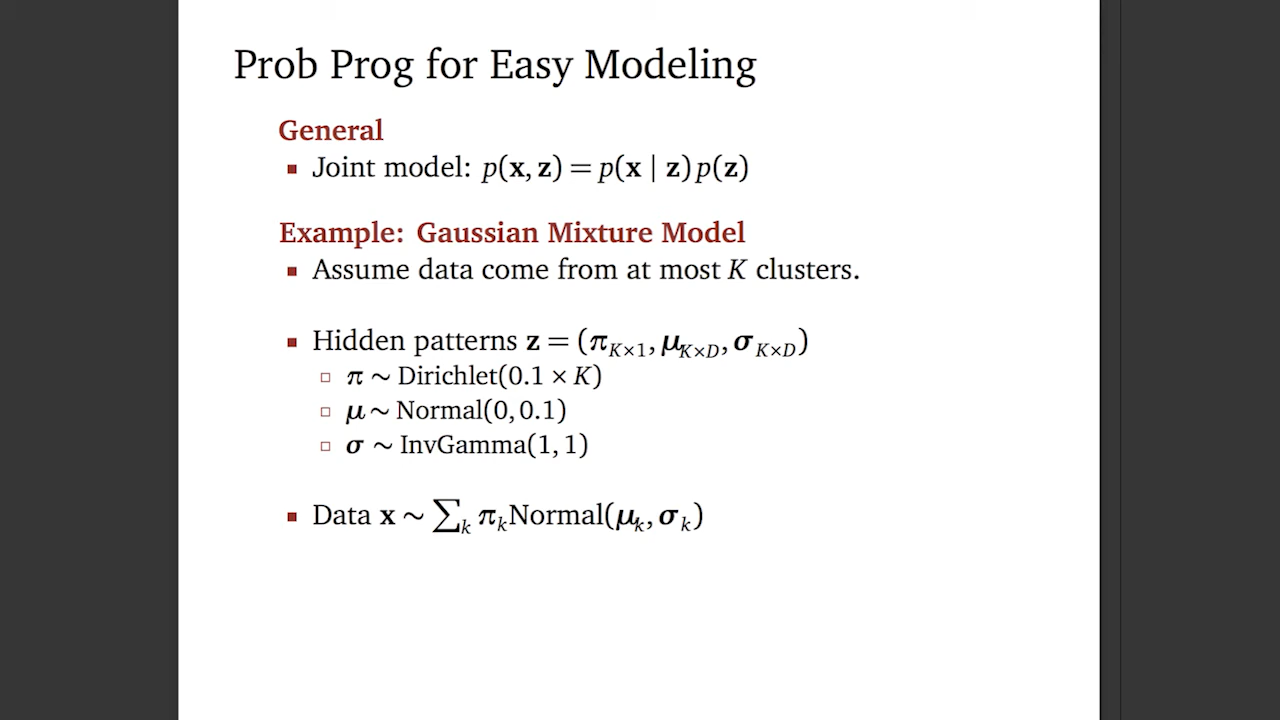 Prob Prog for Easy Modeling
General
▪ Joint model: p(x, z) = p(x | z)p(z)
Example: Gaussian Mixture Model
▪ Assume data come from at most K clusters.
▪ Hidden patterns z = (π_{K×1}, μ_{K×D}, σ_{K×D})
▫ π ∼ Dirichlet(0.1 × K)
▫ μ ∼ Normal(0, 0.1)
▫ σ ∼ InvGamma(1, 1)
▪ Data x ∼ ∑_k π_k Normal(μ_k, σ_k)